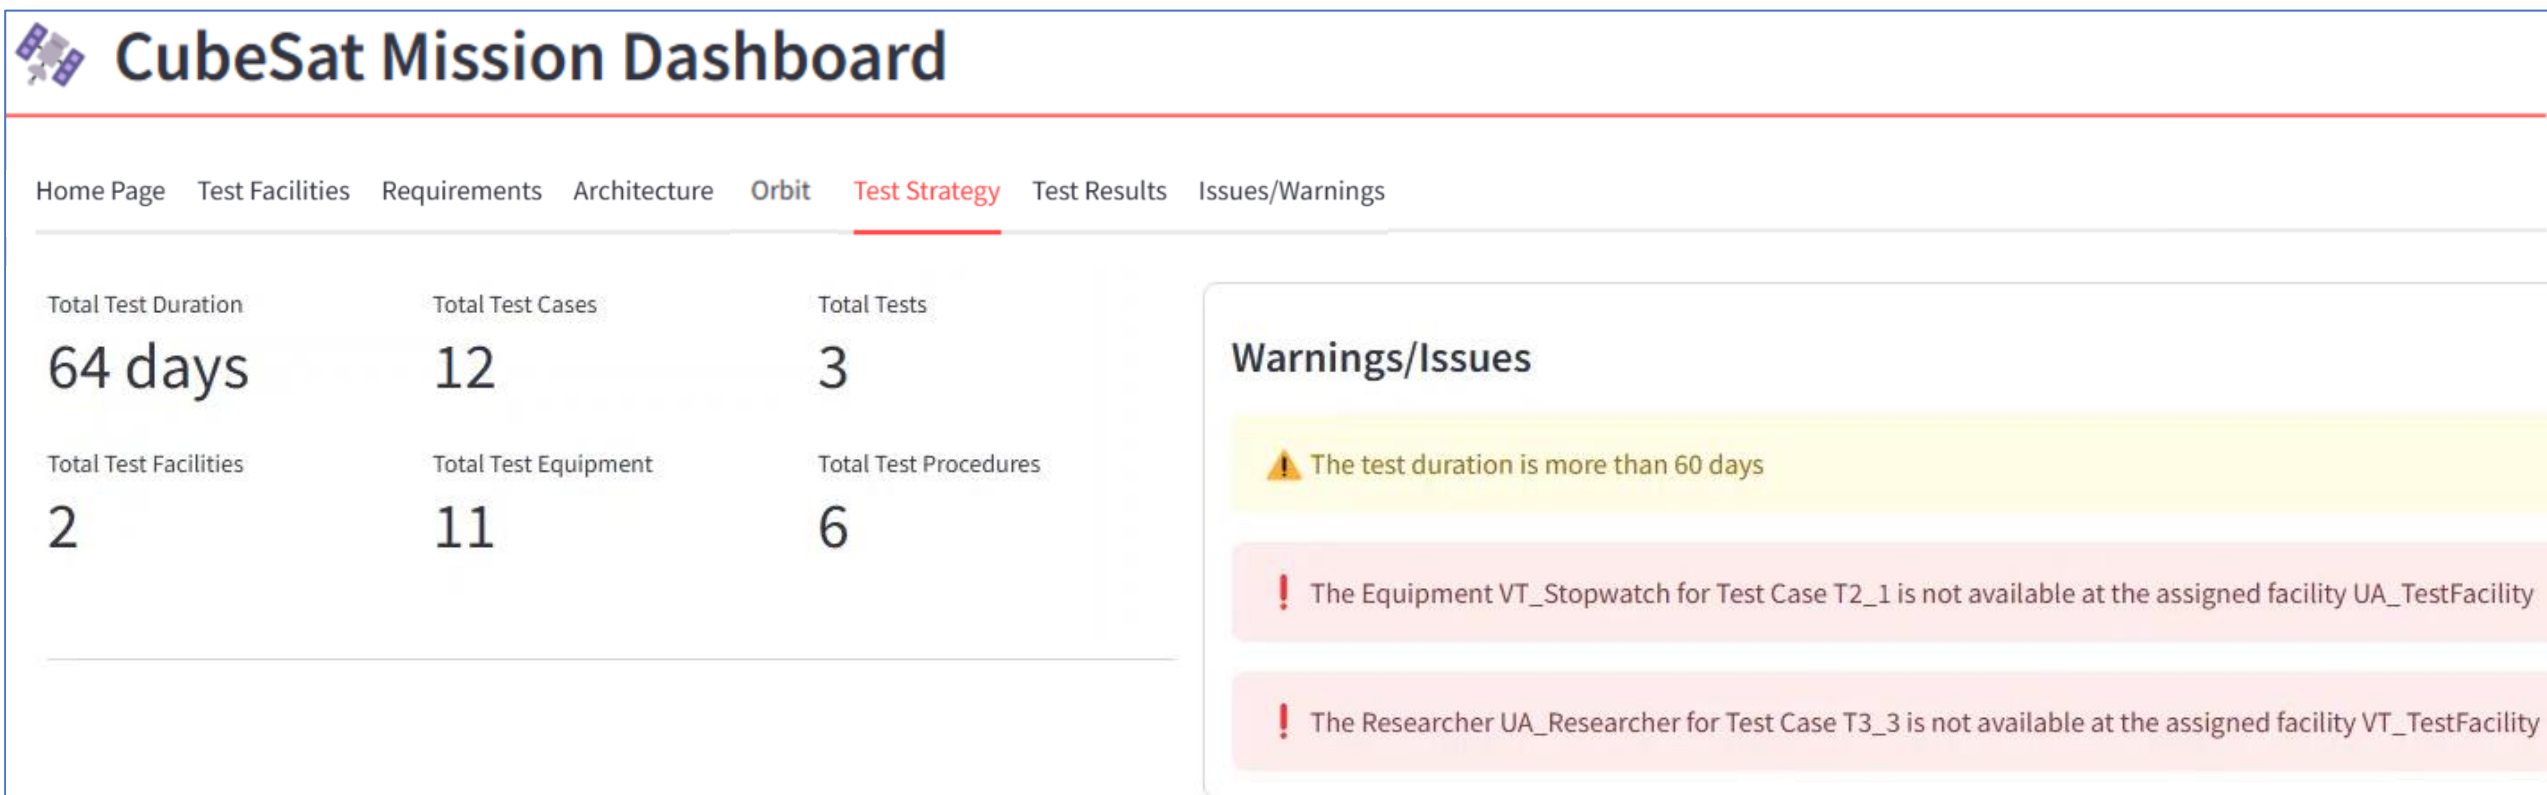 CubeSat Mission Dashboard
Home Page Test Facilities Requirements Architecture Orbit Test Strategy Test Results Issues/Warnings
Total Test Duration Total Test Cases Total Tests
64 days 12 3
Total Test Facilities Total Test Equipment Total Test Procedures
2 11 6
Warnings/Issues
The test duration is more than 60 days
The Equipment VT_Stopwatch for Test Case T2_1 is not available at the assigned facility UA_TestFacility
The Researcher UA_Researcher for Test Case T3_3 is not available at the assigned facility VT_TestFacility